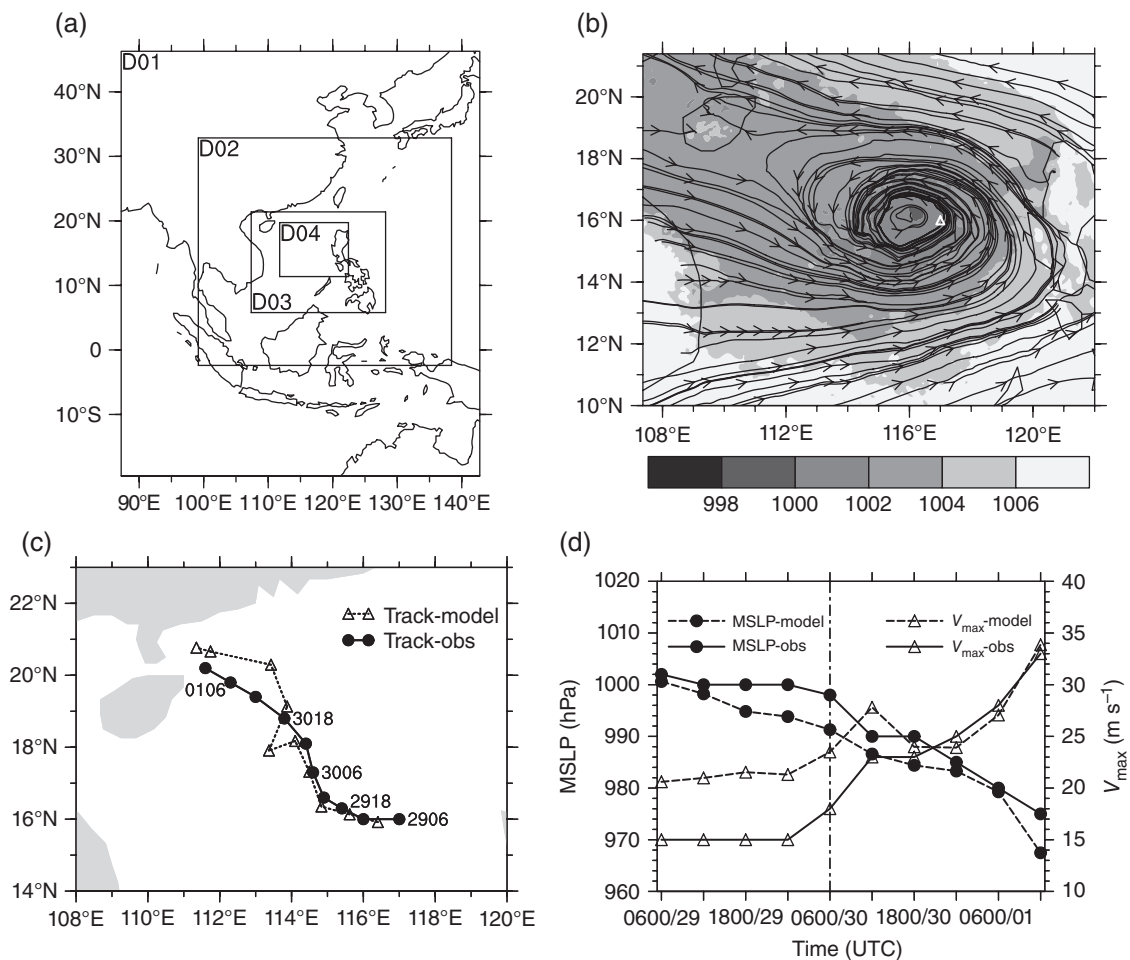 (a)
D01
40°N
D02
30°N
20°N
D04
10°N
D03
0
10°S
90°E 100°E 110°E 120°E 130°E 140°E
(b)
20°N
18°N
16°N
14°N
12°N
10°N
108°E 112°E 116°E 120°E
998 1000 1002 1004 1006
(c)
22°N
Track-model
Track-obs
20°N
0106
3018
18°N
3006
2918
16°N
2906
14°N
108°E 110°E 112°E 114°E 116°E 118°E 120°E
(d)
1020 40
MSLP-model Vmax-model
1010 35
MSLP-obs Vmax-obs
1000 30
990 25
MSLP (hPa)
Vmax (m s⁻¹)
980 20
970 15
960 10
0600/29 1800/29 0600/30 1800/30 0600/01
Time (UTC)